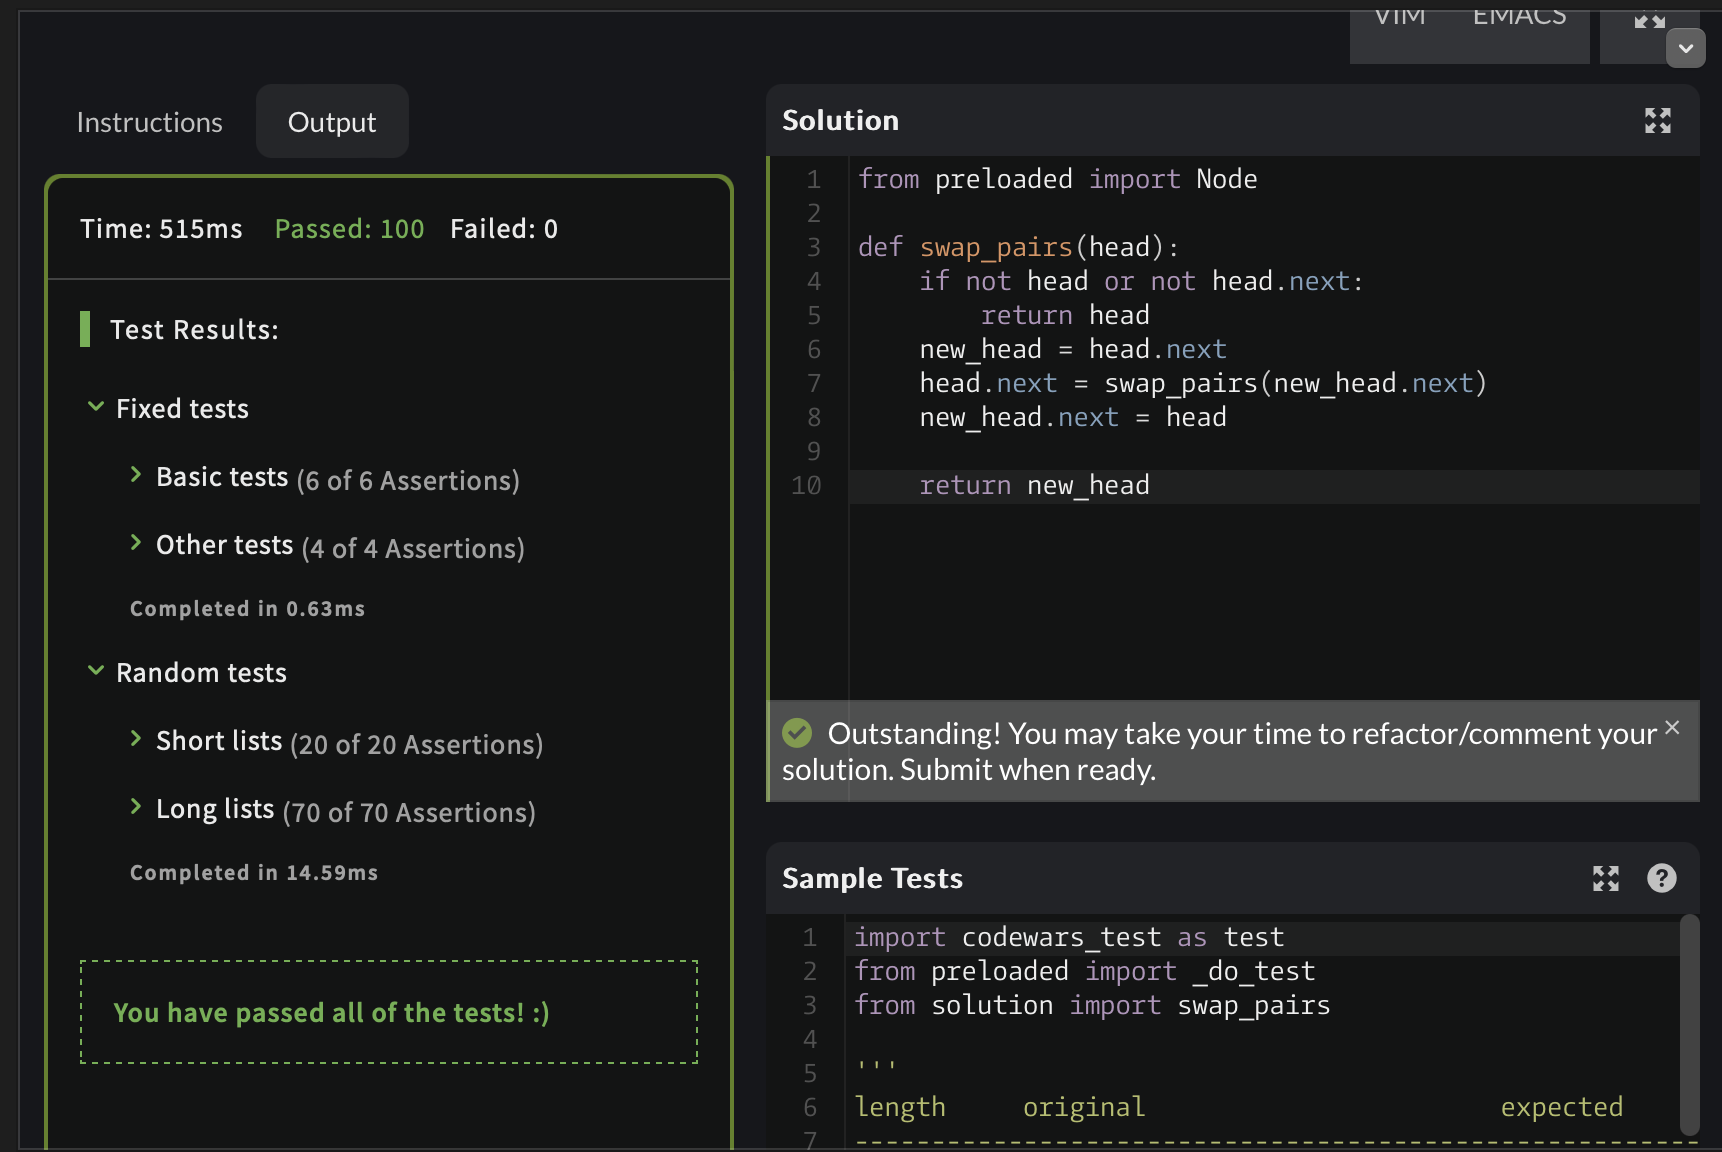 VIM EMACS
Instructions Output
Time: 515ms Passed: 100 Failed: 0
Test Results:
Fixed tests
Basic tests (6 of 6 Assertions)
Other tests (4 of 4 Assertions)
Completed in 0.63ms
Random tests
Short lists (20 of 20 Assertions)
Long lists (70 of 70 Assertions)
Completed in 14.59ms
You have passed all of the tests! :)
Solution
1 from preloaded import Node
2
3 def swap_pairs(head):
4     if not head or not head.next:
5         return head
6     new_head = head.next
7     head.next = swap_pairs(new_head.next)
8     new_head.next = head
9
10     return new_head
Outstanding! You may take your time to refactor/comment your
solution. Submit when ready.
Sample Tests
1 import codewars_test as test
2 from preloaded import _do_test
3 from solution import swap_pairs
4
5 '''
6 length     original                       expected
7 -------------------------------------------------------